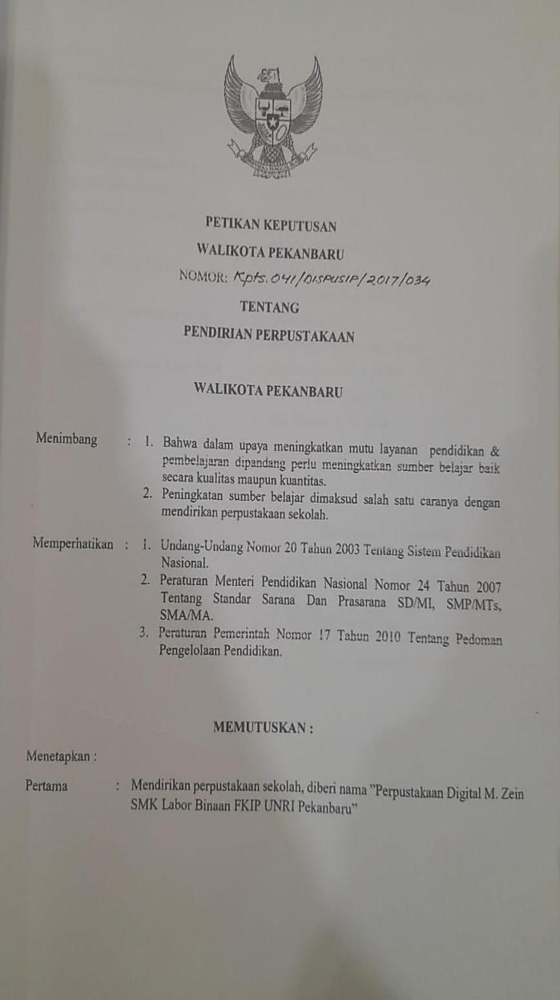 PETIKAN KEPUTUSAN
WALIKOTA PEKANBARU
NOMOR: Kpts.041/DISPUSIP/2017/034
TENTANG
PENDIRIAN PERPUSTAKAAN
WALIKOTA PEKANBARU
Menimbang : 1. Bahwa dalam upaya meningkatkan mutu layanan pendidikan &
pembelajaran dipandang perlu meningkatkan sumber belajar baik
secara kualitas maupun kuantitas.
2. Peningkatan sumber belajar dimaksud salah satu caranya dengan
mendirikan perpustakaan sekolah.
Memperhatikan : 1. Undang-Undang Nomor 20 Tahun 2003 Tentang Sistem Pendidikan
Nasional.
2. Peraturan Menteri Pendidikan Nasional Nomor 24 Tahun 2007
Tentang Standar Sarana Dan Prasarana SD/MI, SMP/MTs,
SMA/MA.
3. Peraturan Pemerintah Nomor 17 Tahun 2010 Tentang Pedoman
Pengelolaan Pendidikan.
MEMUTUSKAN :
Menetapkan :
Pertama : Mendirikan perpustakaan sekolah, diberi nama "Perpustakaan Digital M. Zein
SMK Labor Binaan FKIP UNRI Pekanbaru"